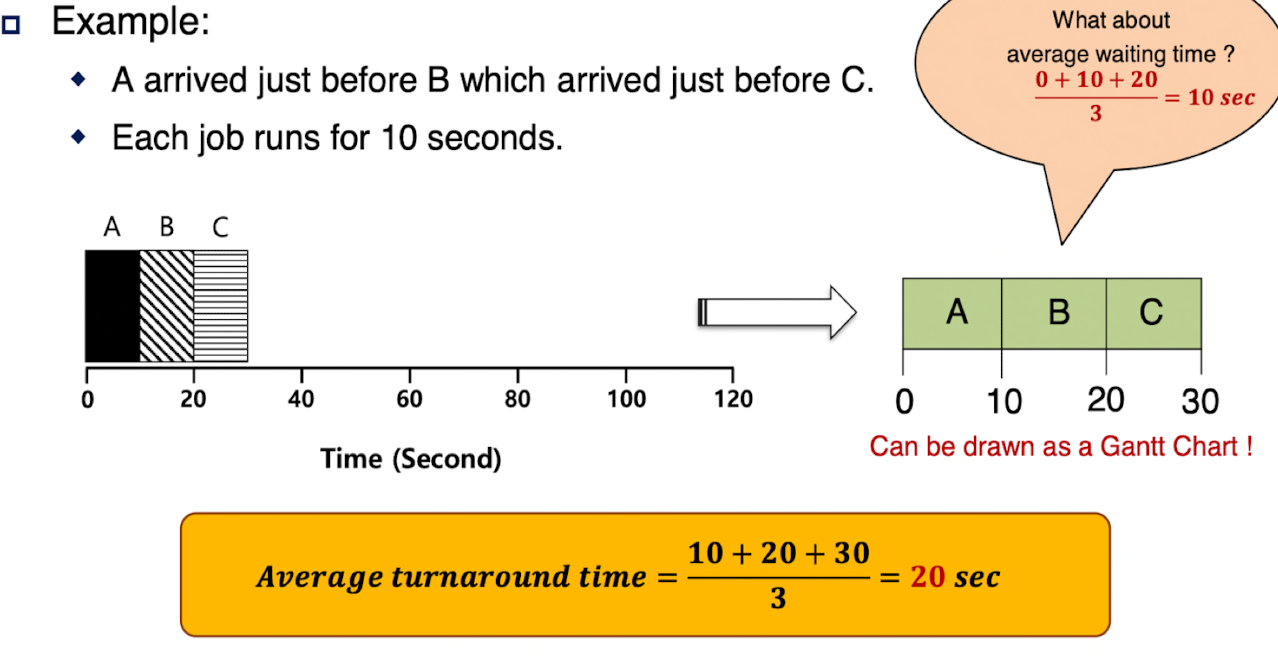 Example:
A arrived just before B which arrived just before C.
Each job runs for 10 seconds.
What about
average waiting time ?
0 + 10 + 20
3
= 10 sec
A B C
0 20 40 60 80 100 120
Time (Second)
A B C
0 10 20 30
Can be drawn as a Gantt Chart !
Average turnaround time = 10 + 20 + 30 / 3 = 20 sec